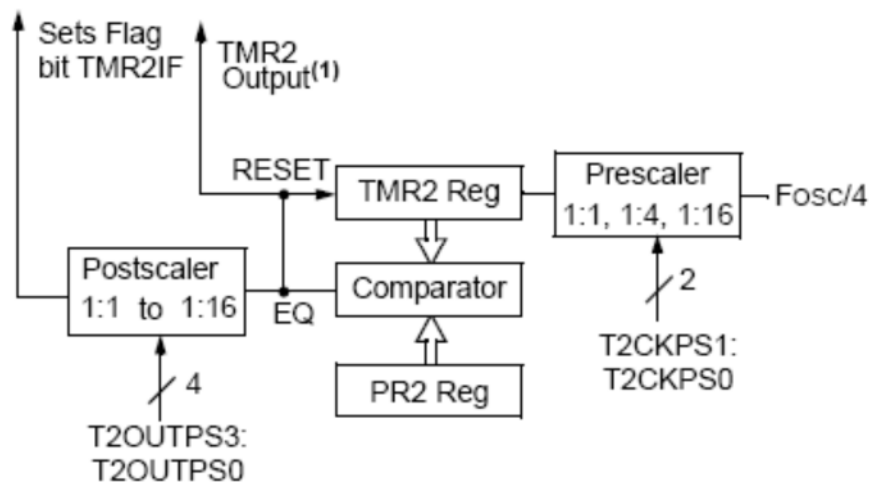 Sets Flag
bit TMR2IF
TMR2
Output(1)
RESET
TMR2 Reg
Prescaler
1:1, 1:4, 1:16
Fosc/4
Postscaler
1:1 to 1:16
EQ
Comparator
2
T2CKPS1:
T2CKPS0
PR2 Reg
4
T2OUTPS3:
T2OUTPS0